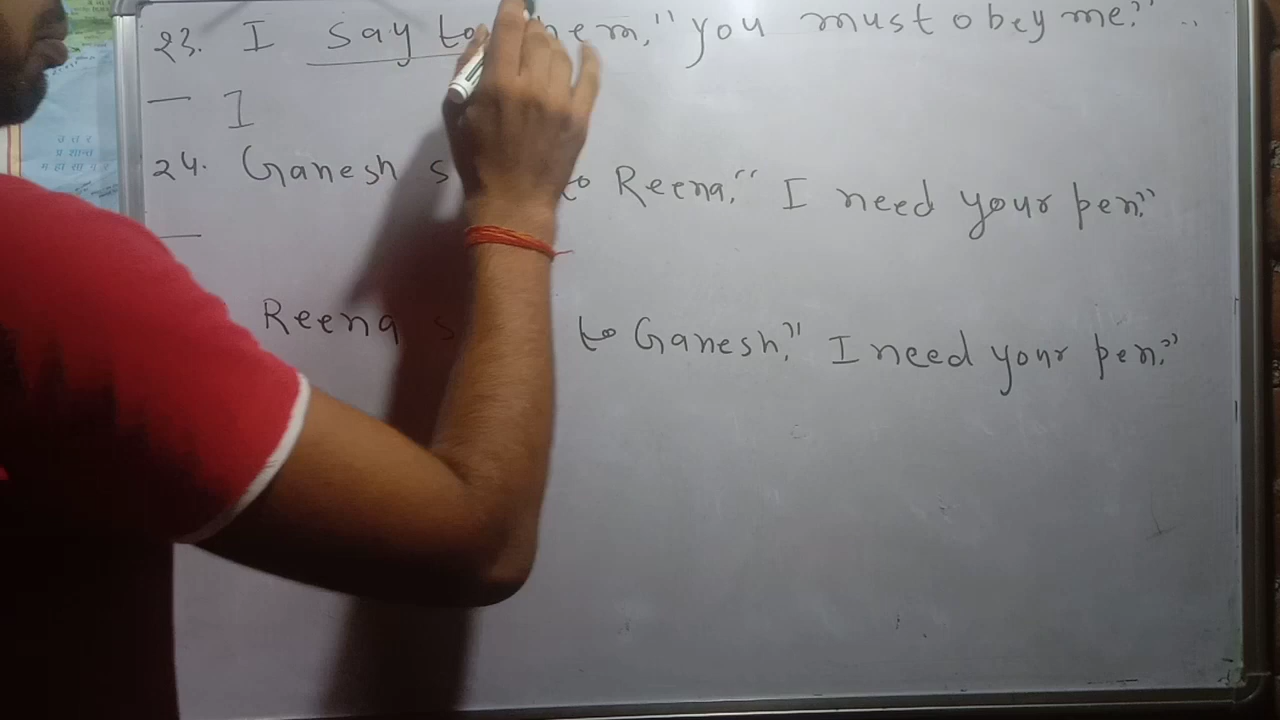 23. I say to "you must obey me."
— I
24. Ganesh to Reena," I need your pen."
—
Reena to Ganesh," I need your pen."